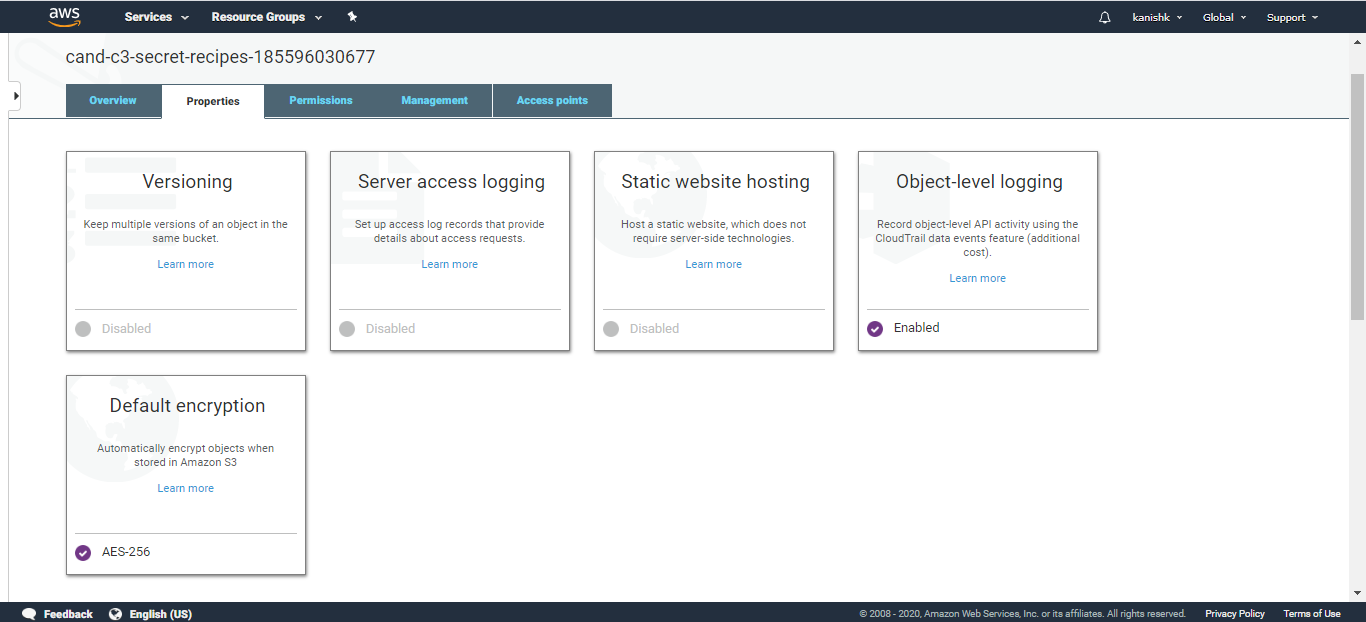 aws Services Resource Groups kanishk Global Support
cand-c3-secret-recipes-185596030677
Overview Properties Permissions Management Access points
Versioning
Keep multiple versions of an object in the
same bucket.
Learn more
Disabled
Server access logging
Set up access log records that provide
details about access requests.
Learn more
Disabled
Static website hosting
Host a static website, which does not
require server-side technologies.
Learn more
Disabled
Object-level logging
Record object-level API activity using the
CloudTrail data events feature (additional
cost).
Learn more
Enabled
Default encryption
Automatically encrypt objects when
stored in Amazon S3
Learn more
AES-256
Feedback English (US) © 2008 - 2020, Amazon Web Services, Inc. or its affiliates. All rights reserved. Privacy Policy Terms of Use